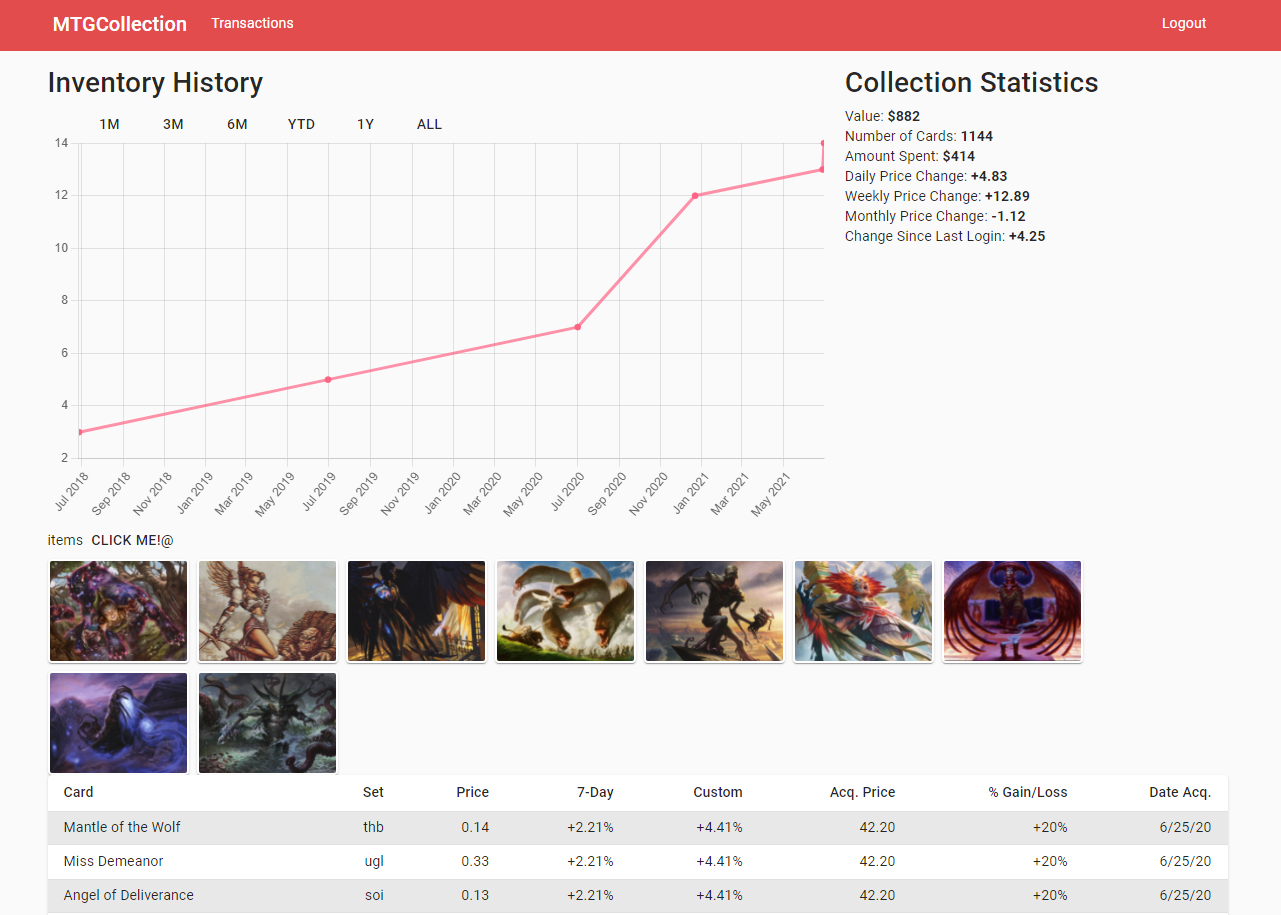 MTGCollection Transactions Logout
Inventory History
Collection Statistics
1M 3M 6M YTD 1Y ALL
Value: $882
Number of Cards: 1144
Amount Spent: $414
Daily Price Change: +4.83
Weekly Price Change: +12.89
Monthly Price Change: -1.12
Change Since Last Login: +4.25
14
12
10
8
6
4
2
Jul 2018 Sep 2018 Nov 2018 Jan 2019 Mar 2019 May 2019 Jul 2019 Sep 2019 Nov 2019 Jan 2020 Mar 2020 May 2020 Jul 2020 Sep 2020 Nov 2020 Jan 2021 Mar 2021 May 2021
items CLICK ME!@
Card Set Price 7-Day Custom Acq. Price % Gain/Loss Date Acq.
Mantle of the Wolf thb 0.14 +2.21% +4.41% 42.20 +20% 6/25/20
Miss Demeanor ugl 0.33 +2.21% +4.41% 42.20 +20% 6/25/20
Angel of Deliverance soi 0.13 +2.21% +4.41% 42.20 +20% 6/25/20